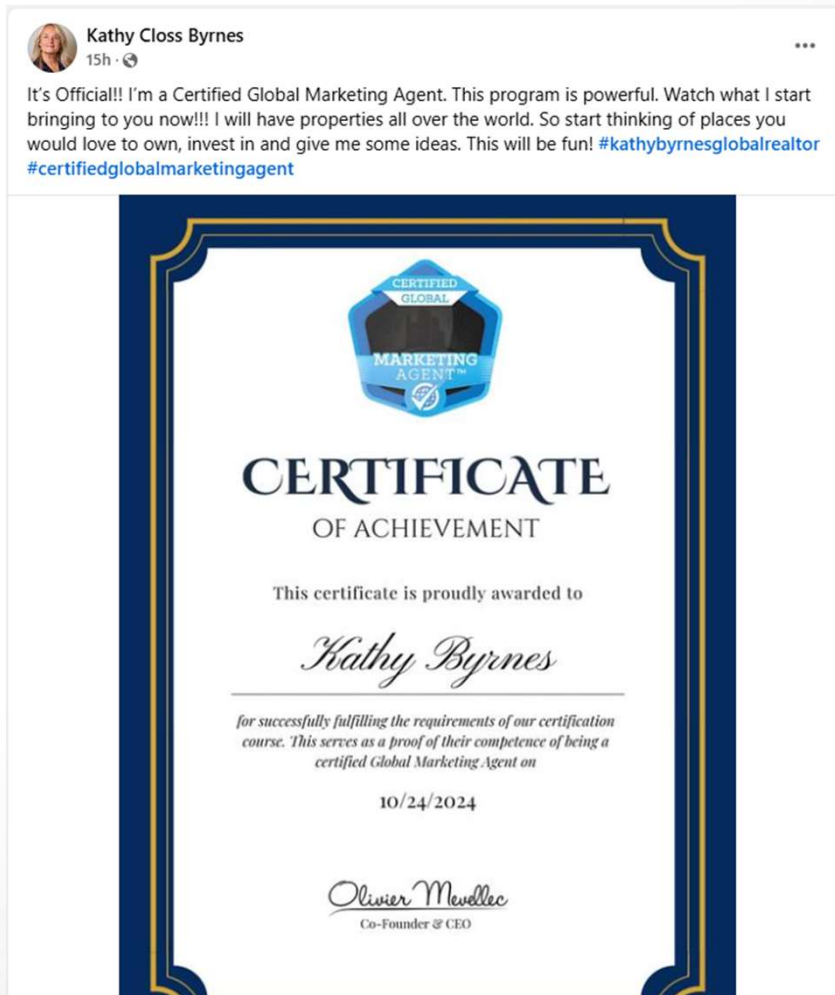 Kathy Closs Byrnes
15h ·
It's Official!! I'm a Certified Global Marketing Agent. This program is powerful. Watch what I start
bringing to you now!!! I will have properties all over the world. So start thinking of places you
would love to own, invest in and give me some ideas. This will be fun! #kathybyrnesglobalrealtor
#certifiedglobalmarketingagent
CERTIFIED
GLOBAL
MARKETING
AGENT™
CERTIFICATE
OF ACHIEVEMENT
This certificate is proudly awarded to
Kathy Byrnes
for successfully fulfilling the requirements of our certification
course. This serves as a proof of their competence of being a
certified Global Marketing Agent on
10/24/2024
Olivier Mevellec
Co-Founder & CEO